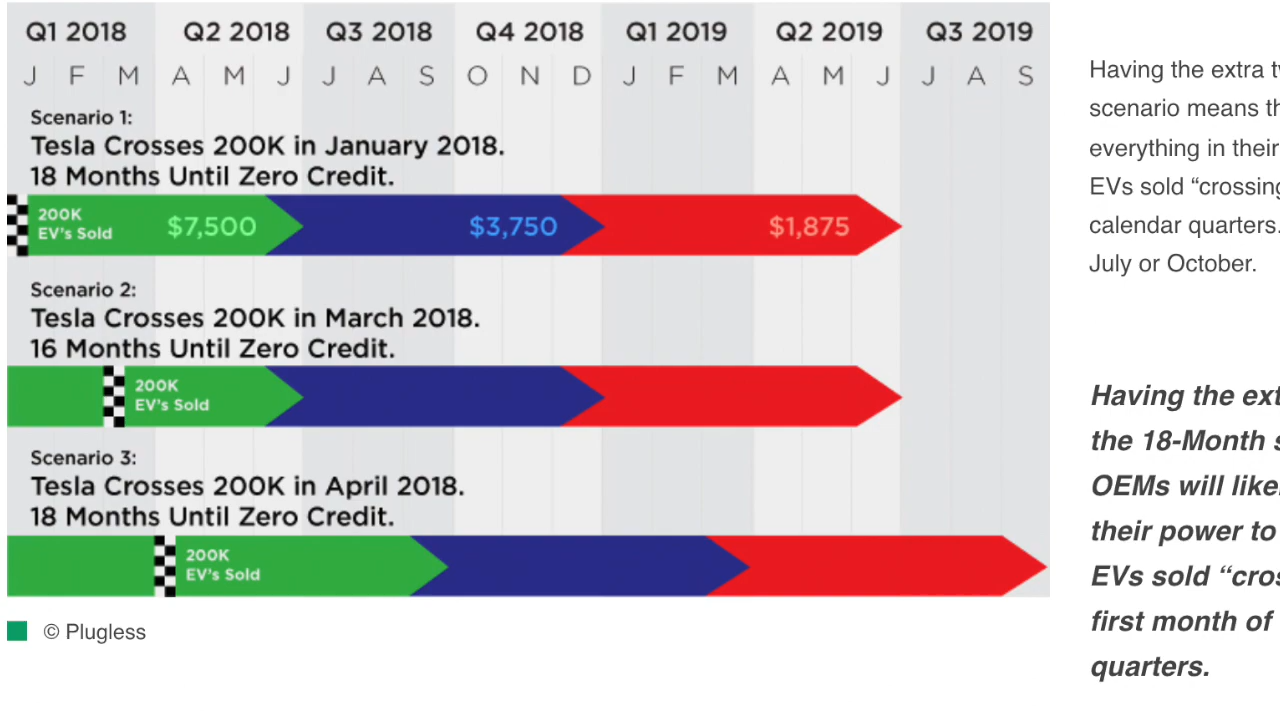 Q1 2018 Q2 2018 Q3 2018 Q4 2018 Q1 2019 Q2 2019 Q3 2019
J F M A M J J A S O N D J F M A M J J A S
Scenario 1:
Tesla Crosses 200K in January 2018.
18 Months Until Zero Credit.
200K
EV's Sold
$7,500 $3,750 $1,875
Scenario 2:
Tesla Crosses 200K in March 2018.
16 Months Until Zero Credit.
200K
EV's Sold
Scenario 3:
Tesla Crosses 200K in April 2018.
18 Months Until Zero Credit.
200K
EV's Sold
© Plugless
Having the extra
scenario means
everything in their
EVs sold “crossing
calendar quarters.
July or October.
Having the
the 18-Month
OEMs will
their power to
EVs sold
first month of
quarters.